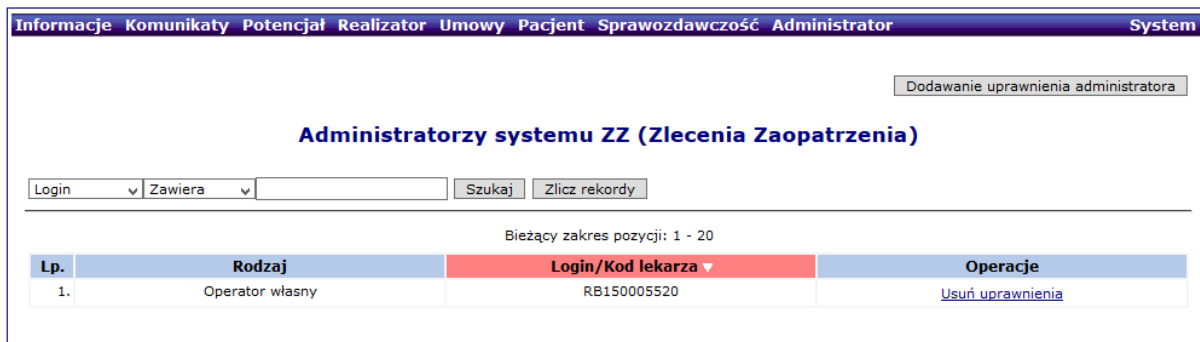 Informacje Komunikaty Potencjał Realizator Umowy Pacjent Sprawozdawczość Administrator System
Dodawanie uprawnienia administratora
Administratorzy systemu ZZ (Zlecenia Zaopatrzenia)
Login Zawiera Szukaj Zlicz rekordy
Bieżący zakres pozycji: 1 - 20
Lp. Rodzaj Login/Kod lekarza Operacje
1. Operator własny RB150005520 Usuń uprawnienia